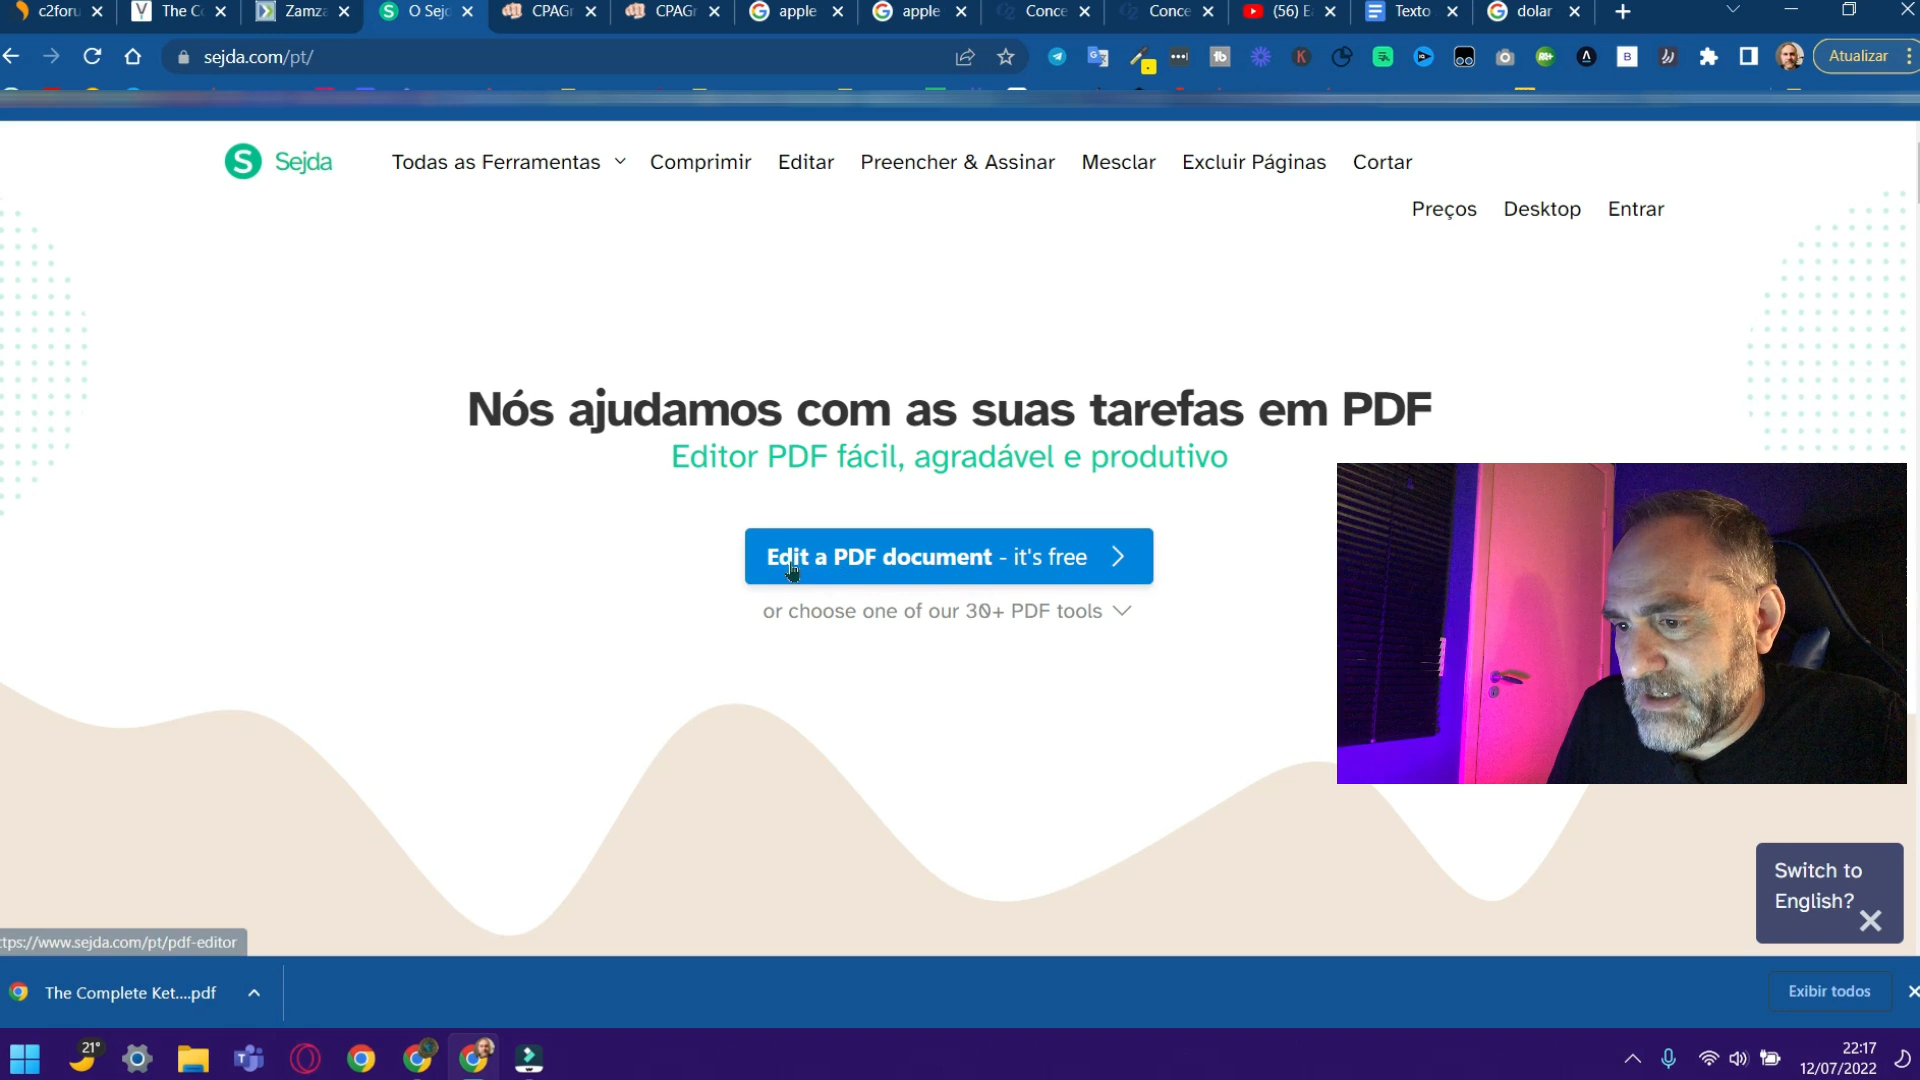 c2foru
The C
Zamza
O Sej
CPAG
CPAG
apple
apple
Conce
Conce
(56) E
Texto
dolar
sejda.com/pt/
Atualizar
Sejda
Todas as Ferramentas
Comprimir
Editar
Preencher & Assinar
Mesclar
Excluir Páginas
Cortar
Preços
Desktop
Entrar
Nós ajudamos com as suas tarefas em PDF
Editor PDF fácil, agradável e produtivo
Edit a PDF document - it's free
or choose one of our 30+ PDF tools
Switch to
English?
tps://www.sejda.com/pt/pdf-editor
The Complete Ket....pdf
Exibir todos
21°
22:17
12/07/2022